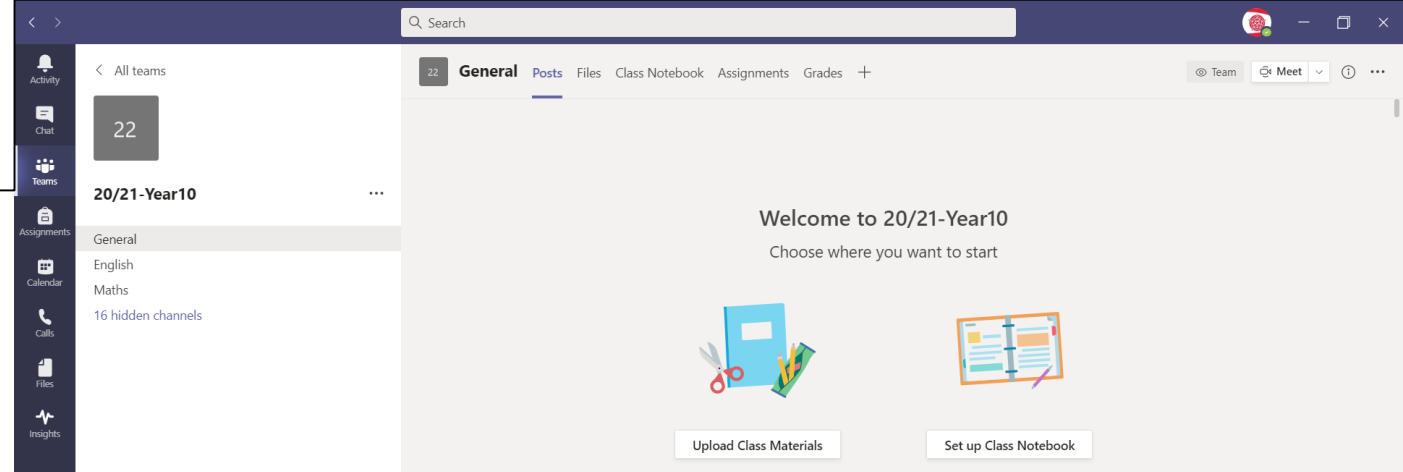 Search
Activity
Chat
Teams
Assignments
Calendar
Calls
Files
Insights
All teams
22
20/21-Year10
General
English
Maths
16 hidden channels
22 General Posts Files Class Notebook Assignments Grades
Team Meet
Welcome to 20/21-Year10
Choose where you want to start
Upload Class Materials Set up Class Notebook